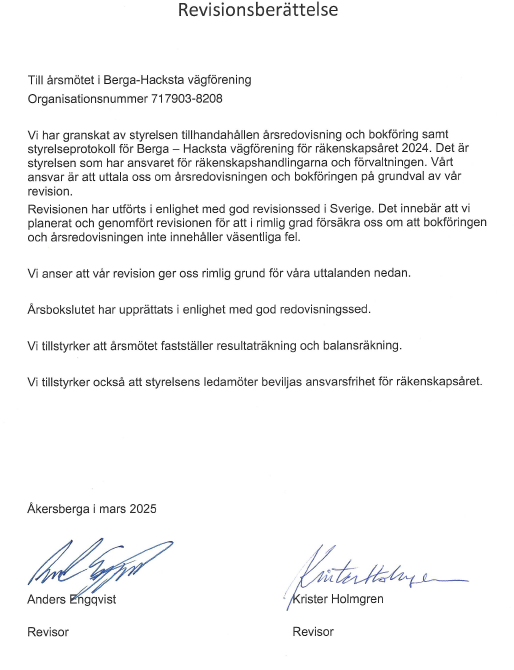 Revisionsberättelse
Till årsmötet i Berga-Hacksta vägförening
Organisationsnummer 717903-8208
Vi har granskat av styrelsen tillhandahållen årsredovisning och bokföring samt
styrelseprotokoll för Berga – Hacksta vägförening för räkenskapsåret 2024. Det är
styrelsen som har ansvaret för räkenskapshandlingarna och förvaltningen. Vårt
ansvar är att uttala oss om årsredovisningen och bokföringen på grundval av vår
revision.
Revisionen har utförts i enlighet med god revisionssed i Sverige. Det innebär att vi
planerat och genomfört revisionen för att i rimlig grad försäkra oss om att bokföringen
och årsredovisningen inte innehåller väsentliga fel.
Vi anser att vår revision ger oss rimlig grund för våra uttalanden nedan.
Årsbokslutet har upprättats i enlighet med god redovisningssed.
Vi tillstyrker att årsmötet fastställer resultaträkning och balansräkning.
Vi tillstyrker också att styrelsens ledamöter beviljas ansvarsfrihet för räkenskapsåret.
Åkersberga i mars 2025
Krister Holmgren
Anders Engqvist Krister Holmgren
Revisor Revisor